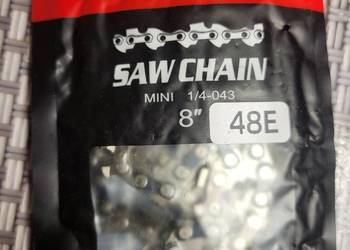 SAW CHAIN
MINI 1/4-043
8" 48E